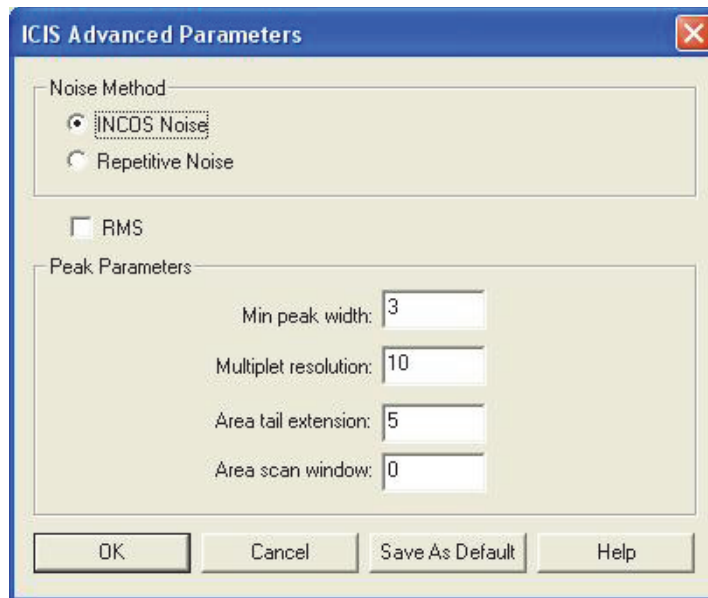 ICIS Advanced Parameters
Noise Method
INCOS Noise
Repetitive Noise
RMS
Peak Parameters
Min peak width: 3
Multiplet resolution: 10
Area tail extension: 5
Area scan window: 0
OK Cancel Save As Default Help